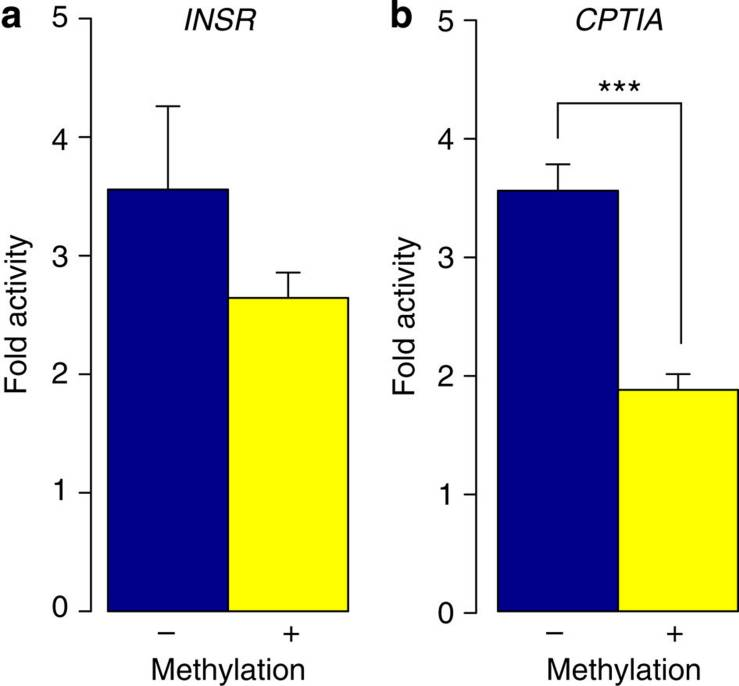 a
INSR
5
4
3
2
1
0
Fold activity
− +
Methylation
b
CPTIA
***
5
4
3
2
1
0
Fold activity
− +
Methylation